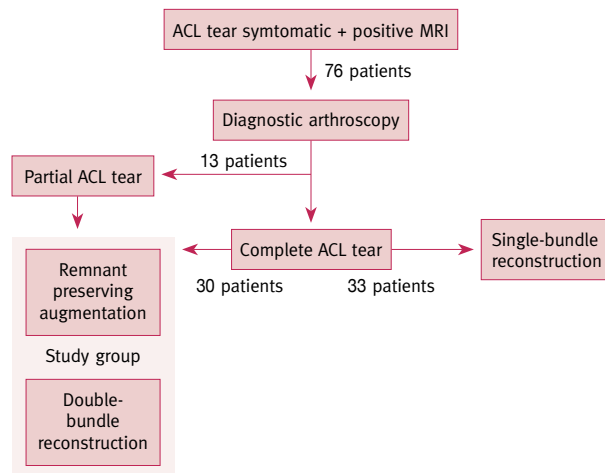 ACL tear symtomatic + positive MRI
76 patients
Diagnostic arthroscopy
13 patients
Partial ACL tear
Complete ACL tear
30 patients
33 patients
Single-bundle
reconstruction
Remnant
preserving
augmentation
Study group
Double-
bundle
reconstruction